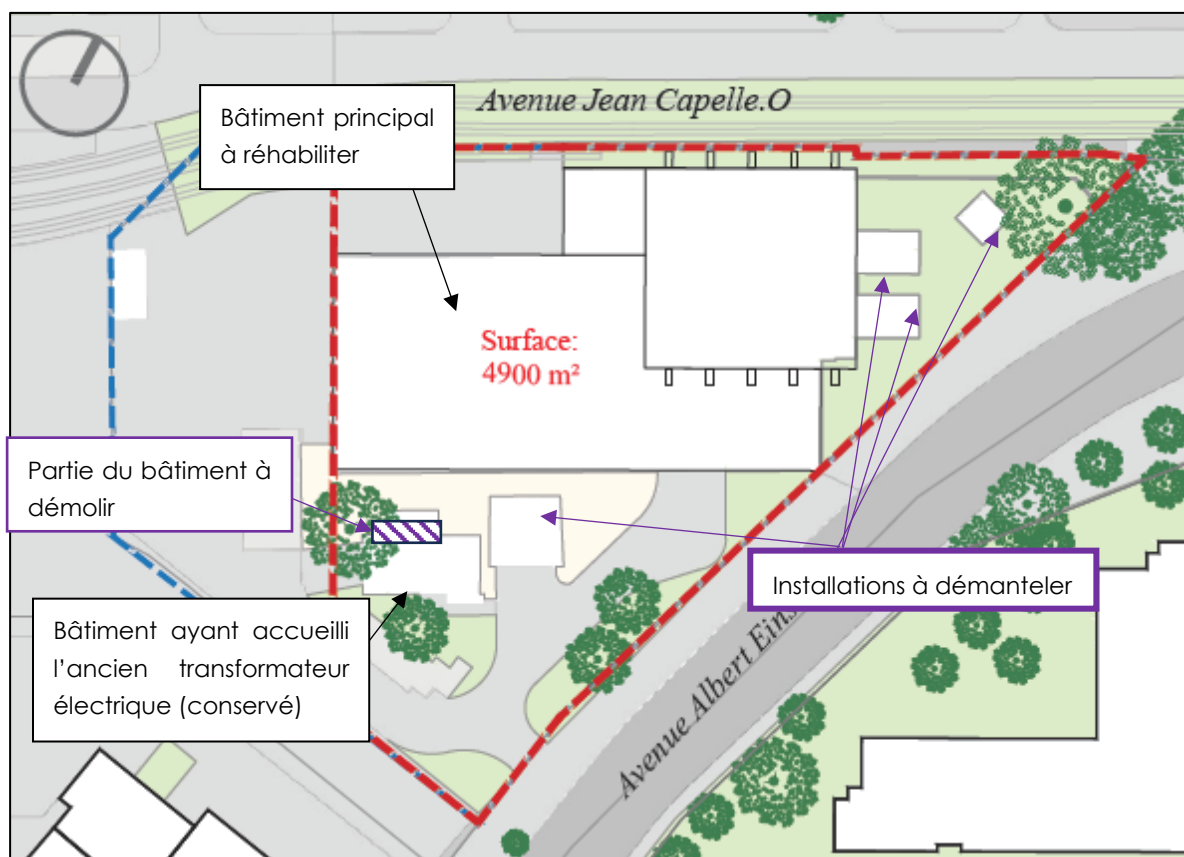 Avenue Jean Capelle.O
Bâtiment principal
à réhabiliter
Surface:
4900 m²
Partie du bâtiment à
démolir
Installations à démanteler
Bâtiment ayant accueilli
l'ancien transformateur
électrique (conservé)
Avenue Albert Eins